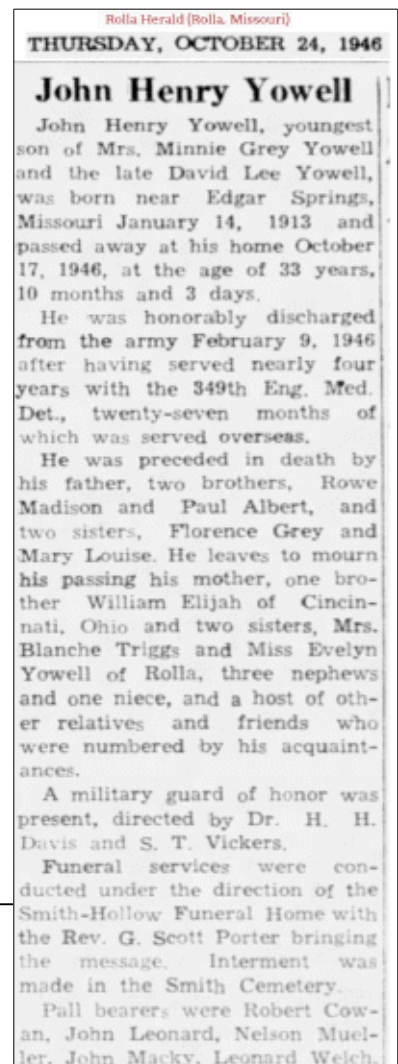 Rolla Herald (Rolla, Missouri)
THURSDAY, OCTOBER 24, 1946
John Henry Yowell
John Henry Yowell, youngest
son of Mrs. Minnie Grey Yowell
and the late David Lee Yowell,
was born near Edgar Springs,
Missouri January 14, 1913 and
passed away at his home October
17, 1946, at the age of 33 years,
10 months and 3 days.
He was honorably discharged
from the army February 9, 1946
after having served nearly four
years with the 349th Eng. Med.
Det., twenty-seven months of
which was served overseas.
He was preceded in death by
his father, two brothers, Rowe
Madison and Paul Albert, and
two sisters, Florence Grey and
Mary Louise. He leaves to mourn
his passing his mother, one bro-
ther William Elijah of Cincin-
nati, Ohio and two sisters, Mrs.
Blanche Triggs and Miss Evelyn
Yowell of Rolla, three nephews
and one niece, and a host of oth-
er relatives and friends who
were numbered by his acquaint-
ances.
A military guard of honor was
present, directed by Dr. H. H.
Davis and S. T. Vickers.
Funeral services were con-
ducted under the direction of the
Smith-Hollow Funeral Home with
the Rev. G. Scott Porter bringing
the message. Interment was
made in the Smith Cemetery.
Pall bearers were Robert Cow-
an, John Leonard, Nelson Muel-
ler, John Macky, Leonard Welch,